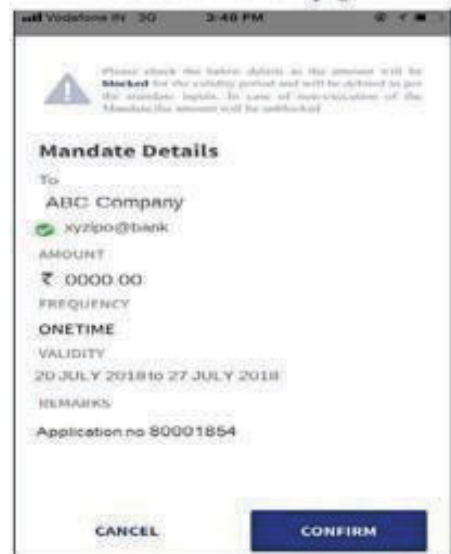 Vodafone IN 3G 3:40 PM
Please check the below details as the amount will be
blocked for the validity period and will be debited as per
the mandate inputs. In case of non-execution of the
Mandate, the amount will be unblocked
Mandate Details
To
ABC Company
xyzipo@bank
AMOUNT
₹ 0000.00
FREQUENCY
ONETIME
VALIDITY
20 JULY 2018 to 27 JULY 2018
REMARKS
Application no 80001854
CANCEL CONFIRM